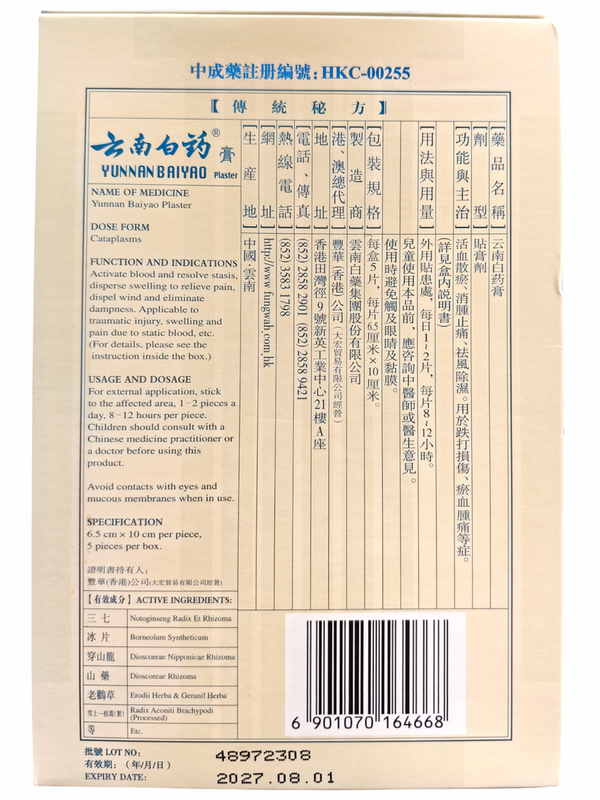 中成藥註册編號: HKC-00255
【傳統秘方】
云南白药® 膏
YUNNAN BAIYAO Plaster
NAME OF MEDICINE
Yunnan Baiyao Plaster
DOSE FORM
Cataplasms
FUNCTION AND INDICATIONS
Activate blood and resolve stasis,
disperse swelling to relieve pain,
dispel wind and eliminate
dampness. Applicable to
traumatic injury, swelling and
pain due to static blood, etc.
(For details, please see the
instruction inside the box.)
USAGE AND DOSAGE
For external application, stick
to the affected area, 1~2 pieces a
day, 8~12 hours per piece.
Children should consult with a
Chinese medicine practitioner or
a doctor before using this
product.
Avoid contacts with eyes and
mucous membranes when in use.
SPECIFICATION
6.5 cm × 10 cm per piece,
5 pieces per box.
證明書持有人:
豐華(香港)公司(大宏貿易有限公司經營)
【藥品名稱】云南白药膏
【劑型】貼膏劑
【功能與主治】活血散瘀、消腫止痛、祛風除濕。用於跌打損傷、瘀血腫痛等症。
(詳見盒內説明書)
【用法與用量】外用貼患處，每日1~2片，每片8~12小時。
兒童使用本品前，應咨詢中醫師或醫生意見。
使用時避免觸及眼睛及黏膜。
【包裝規格】每盒5片，每片6.5厘米×10厘米。
【製造商】雲南白藥集團股份有限公司
【港、澳總代理】豐華(香港)公司(大宏貿易有限公司經營)
【地址】香港田灣徑9號新英工業中心21樓A座
【電話、傳真】(852) 2858 2901 (852) 2858 9421
【熱線電話】(852) 3583 1798
【網址】http://www.fungwah.com.hk
【生産地】中國·雲南
【有效成分】ACTIVE INGREDIENTS:
三七 Notoginseng Radix Et Rhizoma
冰片 Borneolum Syntheticum
穿山龍 Dioscoreae Nipponicae Rhizoma
山藥 Dioscoreae Rhizoma
老鸛草 Erodii Herba & Geranii Herba
雪上一枝蒿(製) Radix Aconiti Brachypodi (Processed)
等 Etc.
6 901070 164668
批號 LOT NO: 48972308
有效期:（年/月/日）
EXPIRY DATE: 2027.08.01